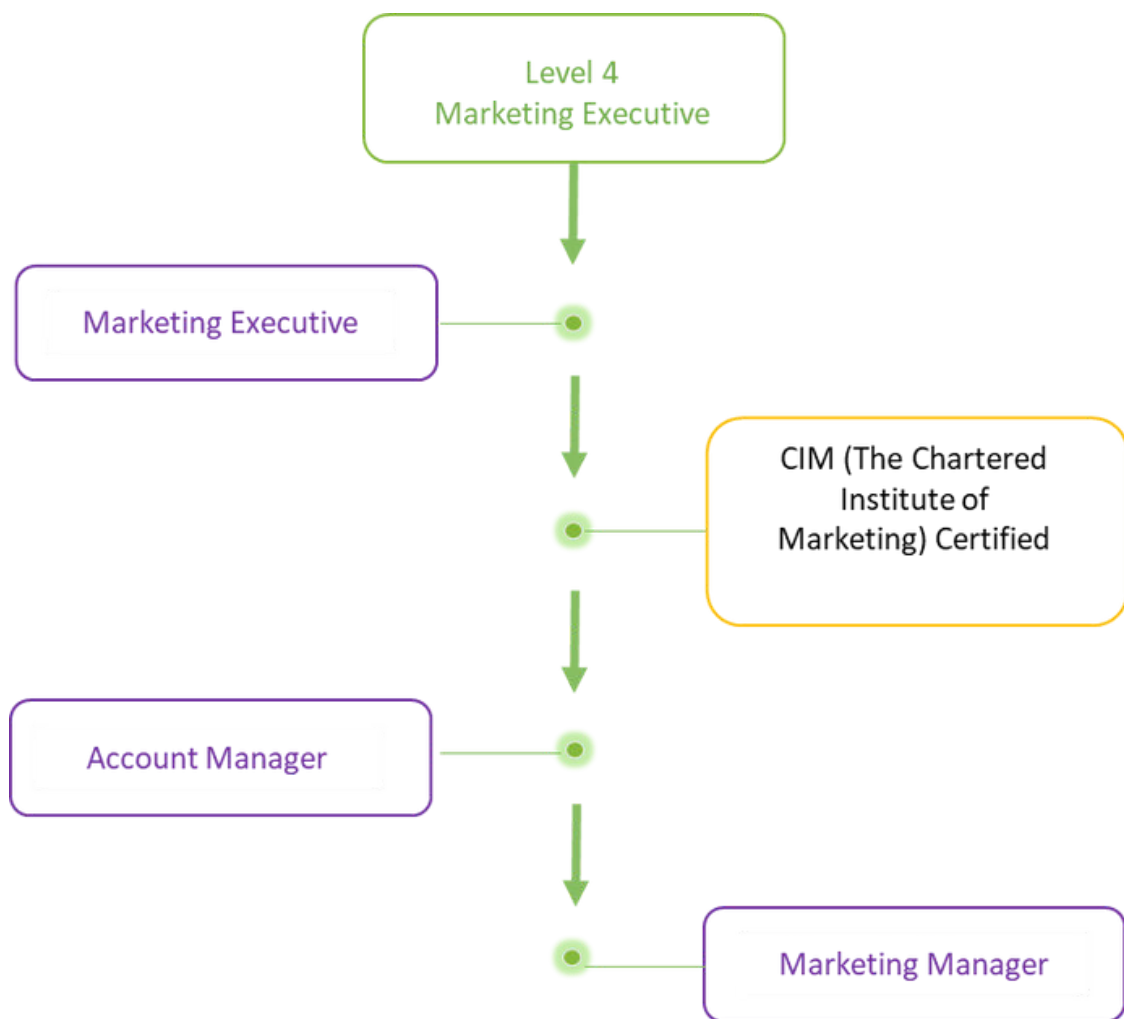 Level 4
Marketing Executive
Marketing Executive
CIM (The Chartered
Institute of
Marketing) Certified
Account Manager
Marketing Manager